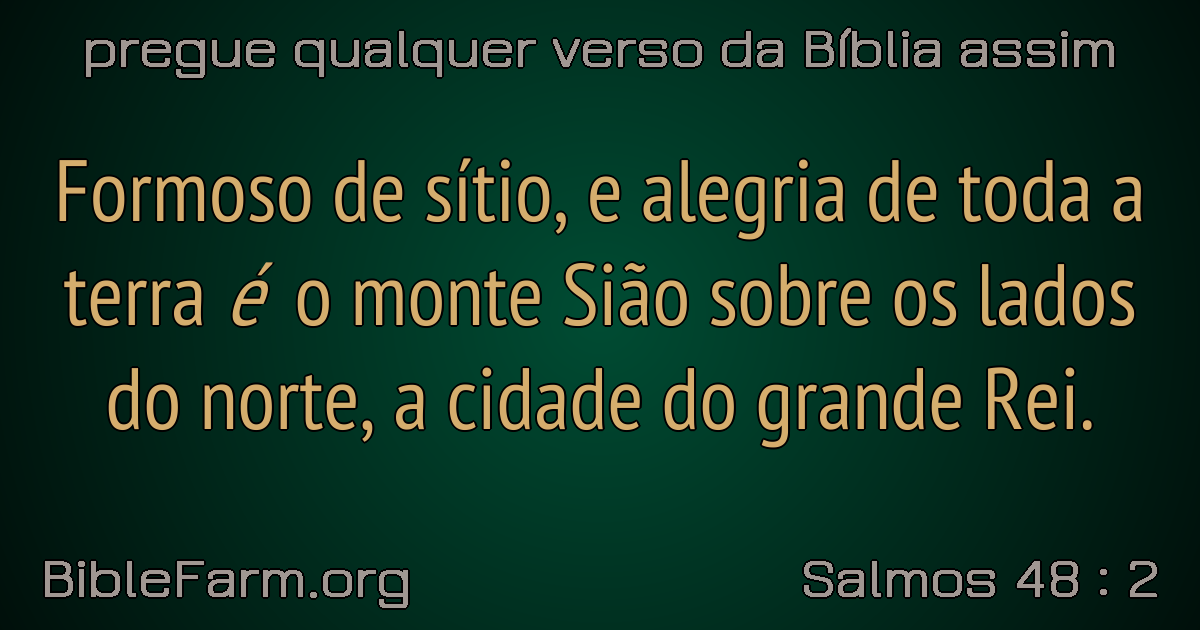 pregue qualquer verso da Bíblia assim
Formoso de sítio, e alegria de toda a
terra é o monte Sião sobre os lados
do norte, a cidade do grande Rei.
BibleFarm.org
Salmos 48 : 2